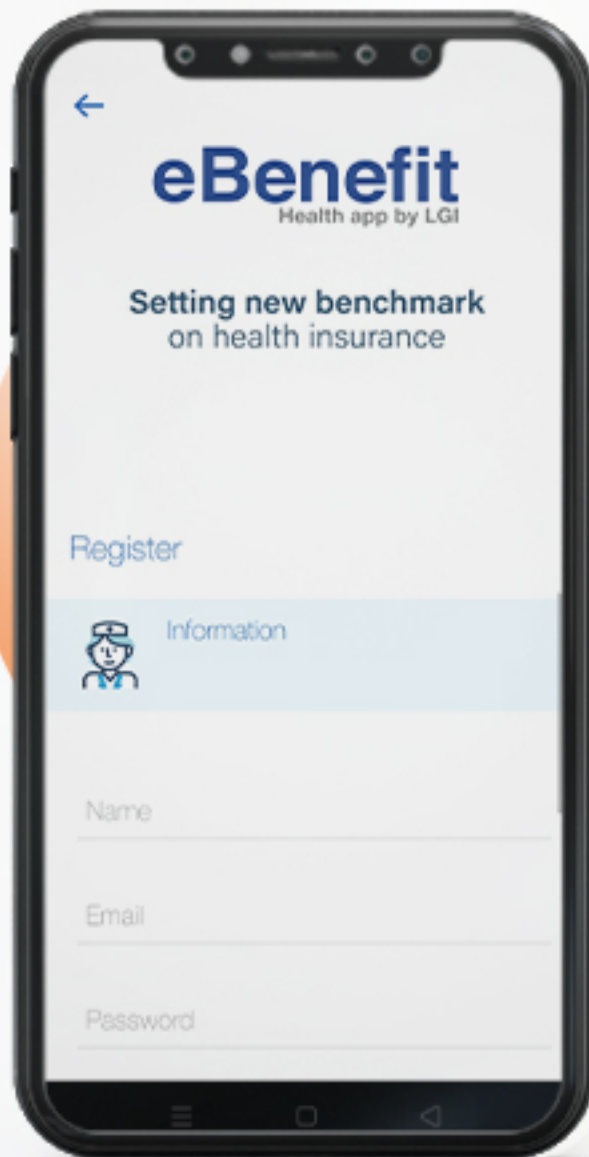 eBenefit
Health app by LGI
Setting new benchmark
on health insurance
Register
Information
Name
Email
Password